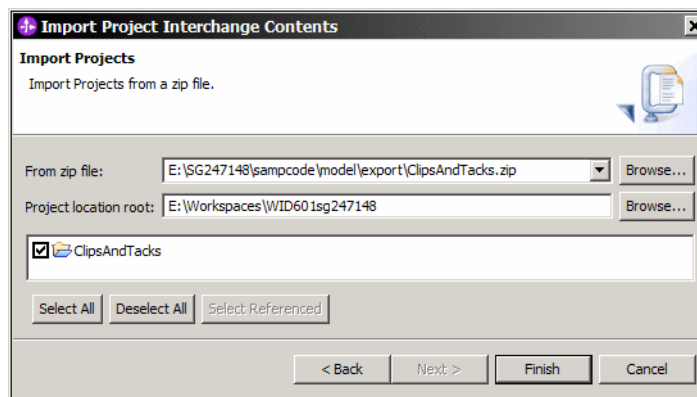 Import Project Interchange Contents
Import Projects
Import Projects from a zip file.
From zip file: E:\SG247148\sampcode\model\export\ClipsAndTacks.zip Browse...
Project location root: E:\Workspaces\WID601sg247148 Browse...
ClipsAndTacks
Select All Deselect All Select Referenced
< Back Next > Finish Cancel